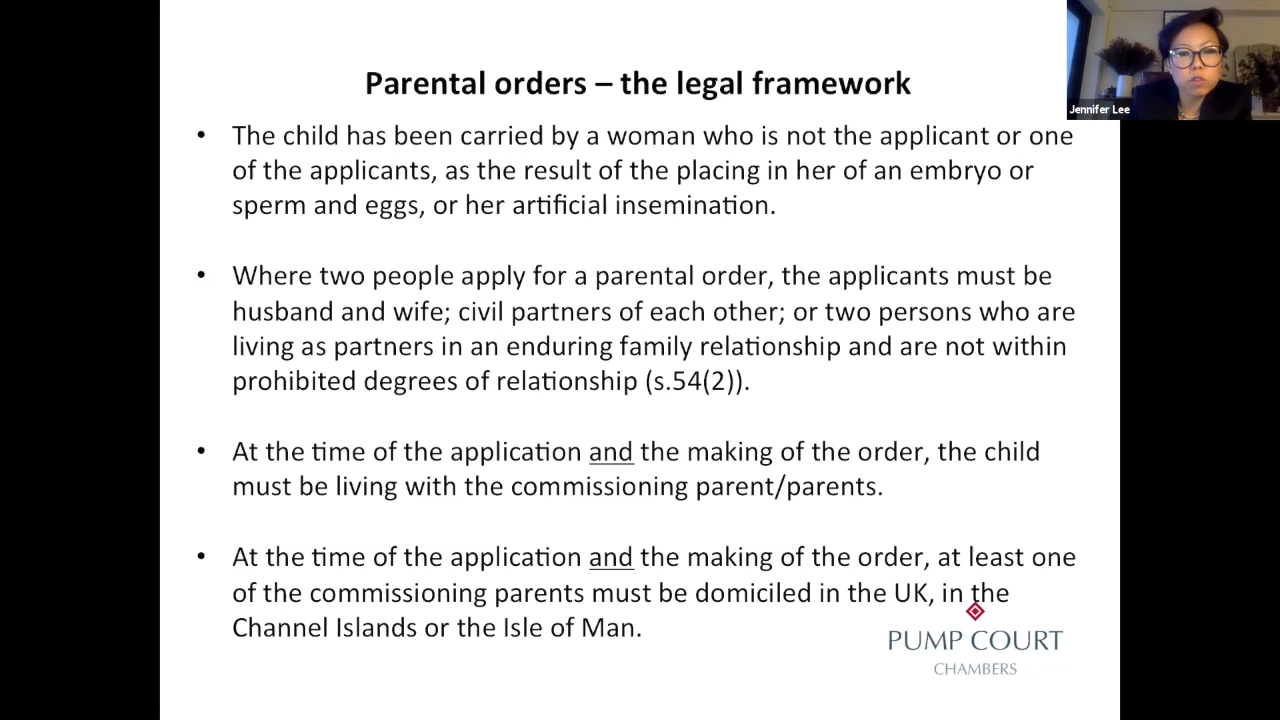 Parental orders – the legal framework
Jennifer Lee
• The child has been carried by a woman who is not the applicant or one
of the applicants, as the result of the placing in her of an embryo or
sperm and eggs, or her artificial insemination.
• Where two people apply for a parental order, the applicants must be
husband and wife; civil partners of each other; or two persons who are
living as partners in an enduring family relationship and are not within
prohibited degrees of relationship (s.54(2)).
• At the time of the application and the making of the order, the child
must be living with the commissioning parent/parents.
• At the time of the application and the making of the order, at least one
of the commissioning parents must be domiciled in the UK, in the
Channel Islands or the Isle of Man.
PUMP COURT
CHAMBERS